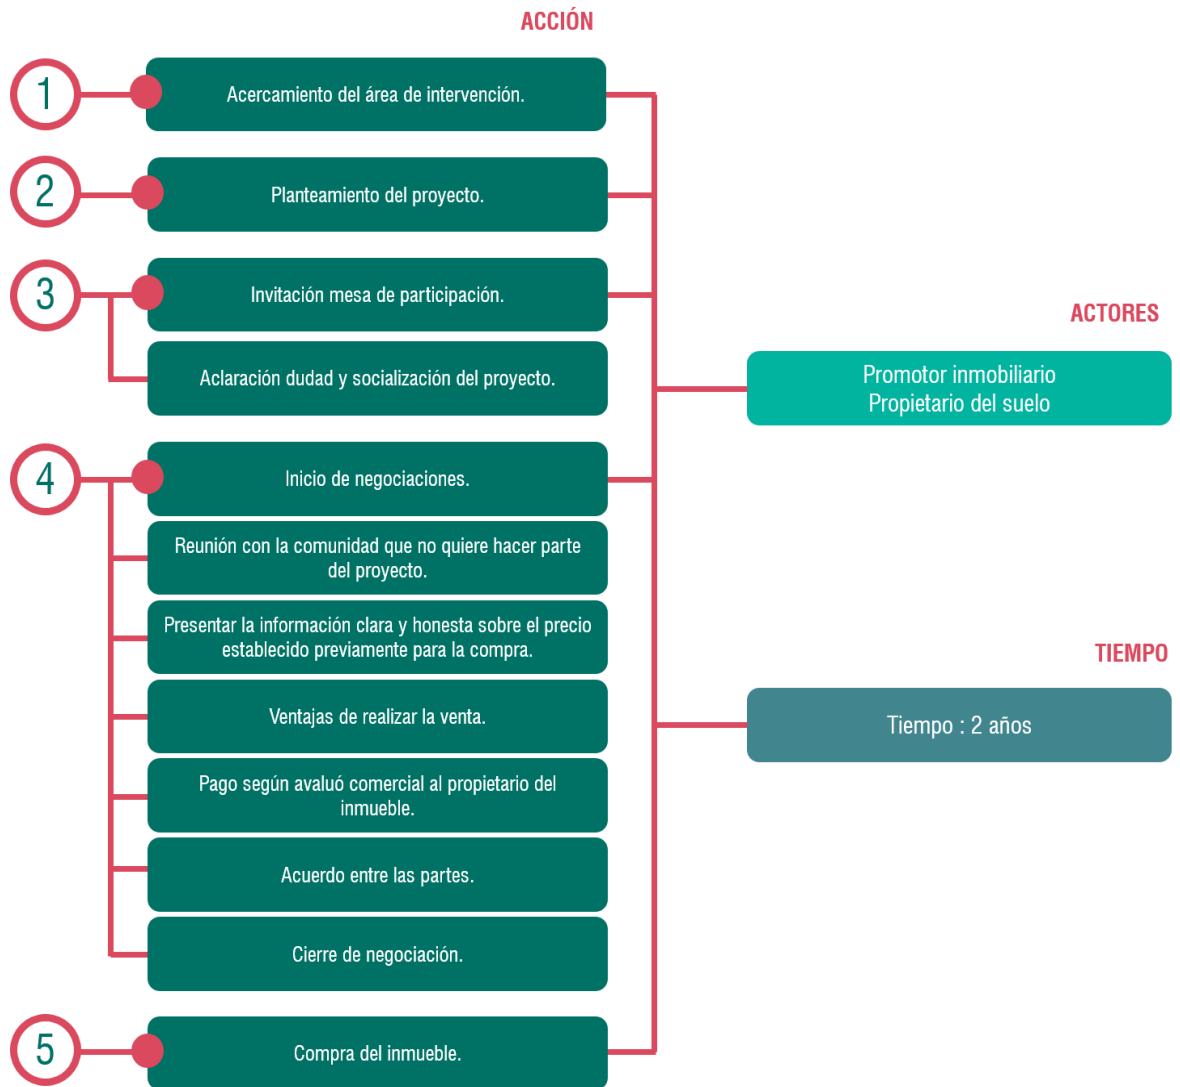 ACCIÓN
1
Acercamiento del área de intervención.
2
Planteamiento del proyecto.
3
Invitación mesa de participación.
Aclaración dudad y socialización del proyecto.
4
Inicio de negociaciones.
Reunión con la comunidad que no quiere hacer parte
del proyecto.
Presentar la información clara y honesta sobre el precio
establecido previamente para la compra.
Ventajas de realizar la venta.
Pago según avaluó comercial al propietario del
inmueble.
Acuerdo entre las partes.
Cierre de negociación.
5
Compra del inmueble.
ACTORES
Promotor inmobiliario
Propietario del suelo
TIEMPO
Tiempo : 2 años